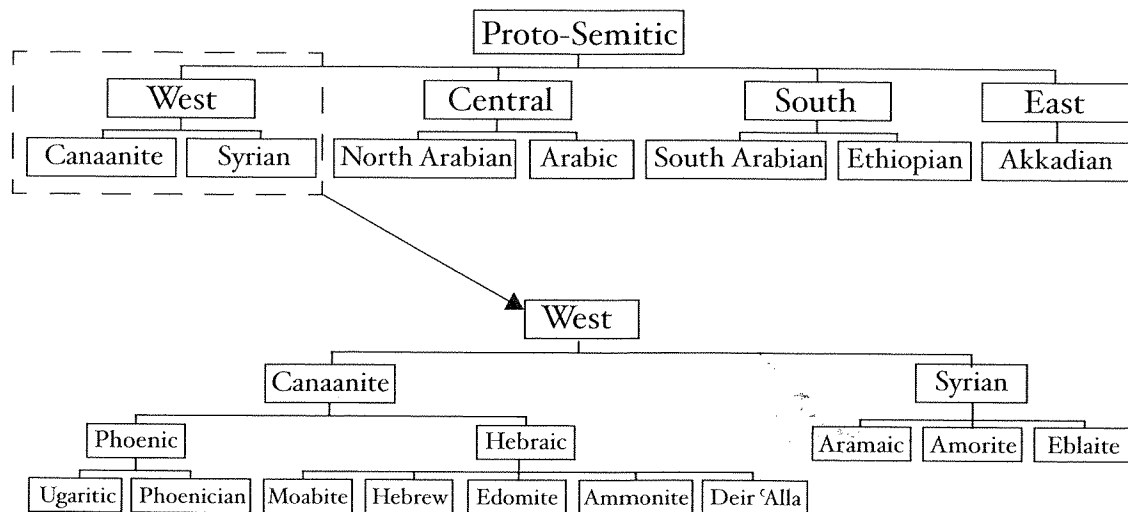 Proto-Semitic
West Central South East
Canaanite Syrian North Arabian Arabic South Arabian Ethiopian Akkadian
West
Canaanite Syrian
Phoenic Hebraic Aramaic Amorite Eblaite
Ugaritic Phoenician Moabite Hebrew Edomite Ammonite Deir ʿAlla